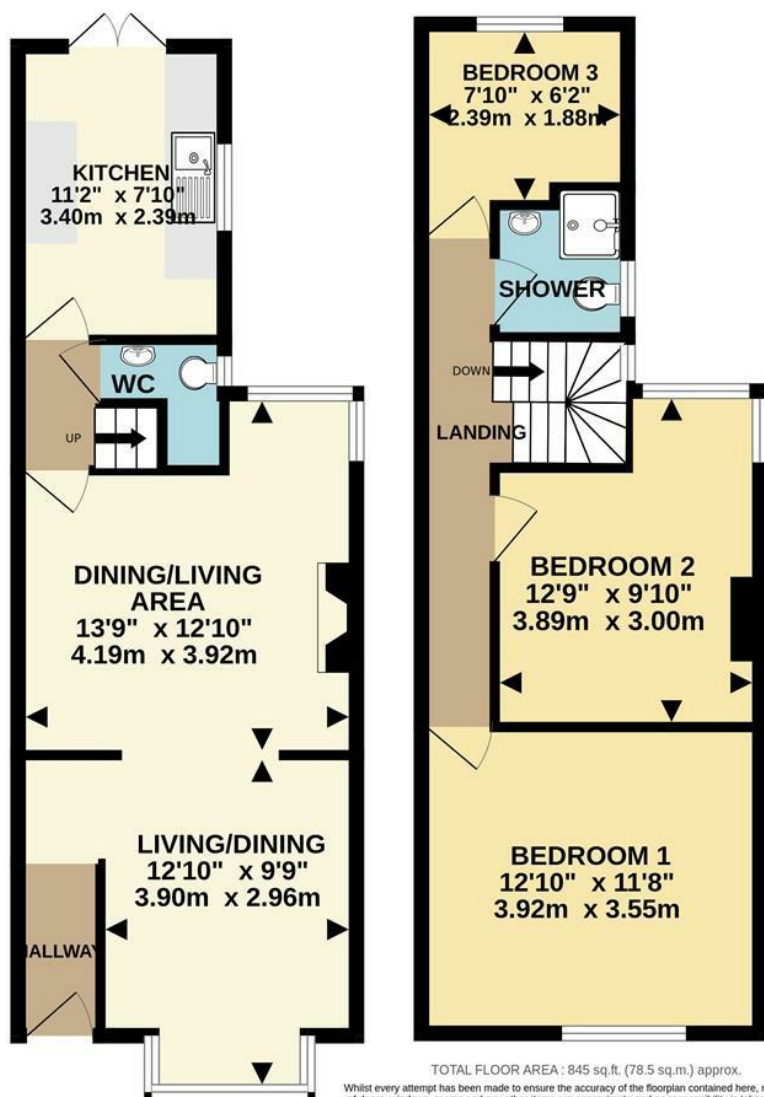 KITCHEN
11'2" x 7'10"
3.40m x 2.39m
WC
UP
DINING/LIVING
AREA
13'9" x 12'10"
4.19m x 3.92m
LIVING/DINING
12'10" x 9'9"
3.90m x 2.96m
HALLWAY
BEDROOM 3
7'10" x 6'2"
2.39m x 1.88m
SHOWER
DOWN
LANDING
BEDROOM 2
12'9" x 9'10"
3.89m x 3.00m
BEDROOM 1
12'10" x 11'8"
3.92m x 3.55m
TOTAL FLOOR AREA : 845 sq.ft. (78.5 sq.m.) approx.
Whilst every attempt has been made to ensure the accuracy of the floorplan contained here,